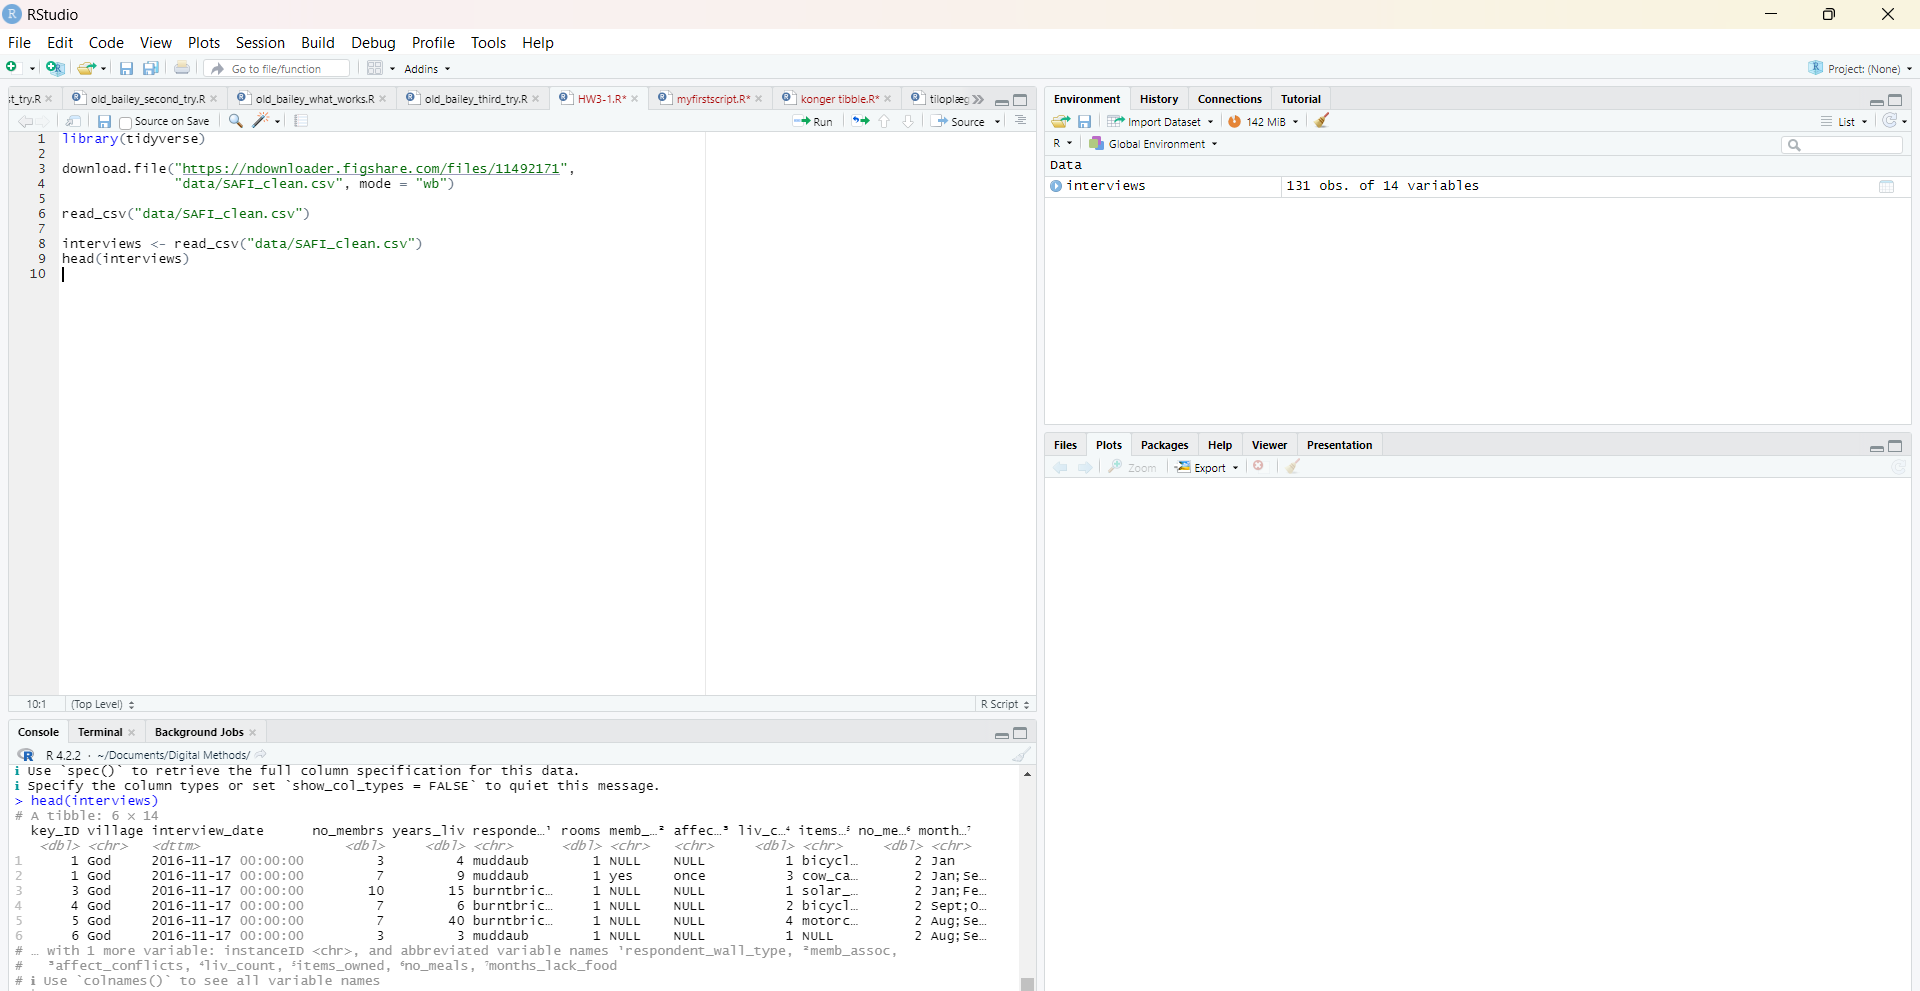 RStudio
File Edit Code View Plots Session Build Debug Profile Tools Help
Go to file/function Addins Project: (None)
t_try.R old_bailey_second_try.R old_bailey_what_works.R old_bailey_third_try.R HW3-1.R* myfirstscript.R* konger tibble.R* tiloplæg
Source on Save Run Source
1 library(tidyverse)
2
3 download.file("https://ndownloader.figshare.com/files/11492171",
4 "data/SAFI_clean.csv", mode = "wb")
5
6 read_csv("data/SAFI_clean.csv")
7
8 interviews <- read_csv("data/SAFI_clean.csv")
9 head(interviews)
10
10:1 (Top Level) R Script
Console Terminal Background Jobs
R 4.2.2 · ~/Documents/Digital Methods/
i Use `spec()` to retrieve the full column specification for this data.
i Specify the column types or set `show_col_types = FALSE` to quiet this message.
> head(interviews)
# A tibble: 6 × 14
key_ID village interview_date no_membrs years_liv responde…¹ rooms memb_…² affec…³ liv_c…⁴ items…⁵ no_me…⁶ month…⁷
<dbl> <chr> <dttm> <dbl> <dbl> <chr> <dbl> <chr> <chr> <dbl> <chr> <dbl> <chr>
1 1 God 2016-11-17 00:00:00 3 4 muddaub 1 NULL NULL 1 bicycl… 2 Jan
2 1 God 2016-11-17 00:00:00 7 9 muddaub 1 yes once 3 cow_ca… 2 Jan;Se…
3 3 God 2016-11-17 00:00:00 10 15 burntbric… 1 NULL NULL 1 solar_… 2 Jan;Fe…
4 4 God 2016-11-17 00:00:00 7 6 burntbric… 1 NULL NULL 2 bicycl… 2 Sept;O…
5 5 God 2016-11-17 00:00:00 7 40 burntbric… 1 NULL NULL 4 motorc… 2 Aug;Se…
6 6 God 2016-11-17 00:00:00 3 3 muddaub 1 NULL NULL 1 NULL 2 Aug;Se…
# … with 1 more variable: instanceID <chr>, and abbreviated variable names ¹respondent_wall_type, ²memb_assoc,
# ³affect_conflicts, ⁴liv_count, ⁵items_owned, ⁶no_meals, ⁷months_lack_food
# i Use `colnames()` to see all variable names
Environment History Connections Tutorial
Import Dataset 142 MiB List
R Global Environment
Data
interviews 131 obs. of 14 variables
Files Plots Packages Help Viewer Presentation
Zoom Export